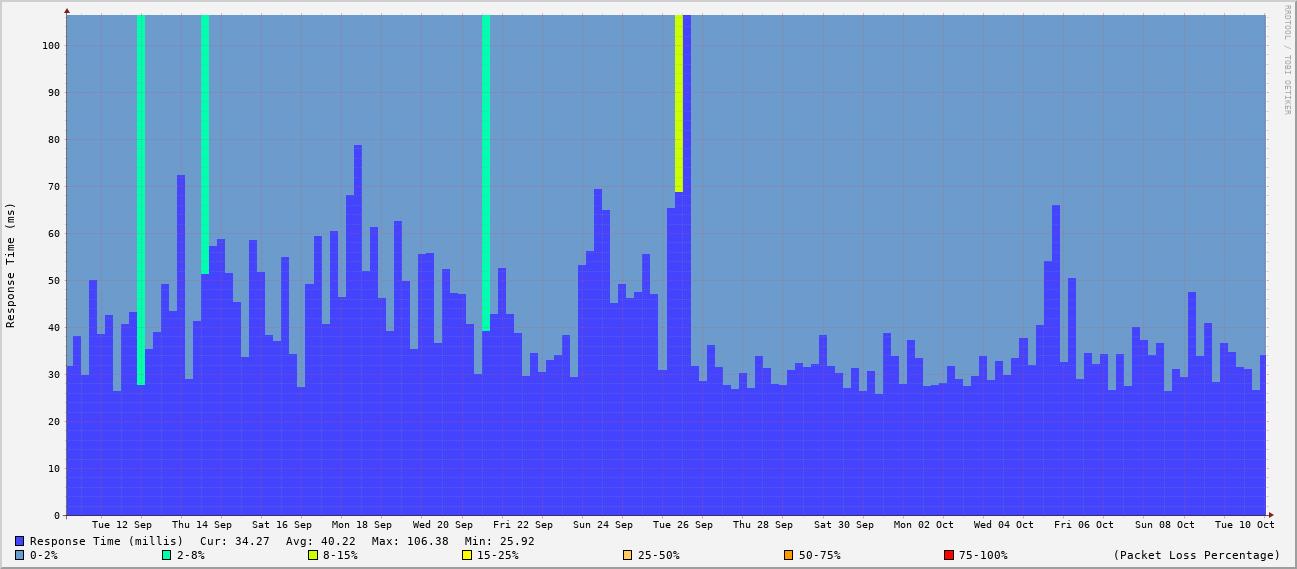 RRDTOOL / TOBI OETIKER
Response Time (ms)
100
90
80
70
60
50
40
30
20
10
0
Tue 12 Sep Thu 14 Sep Sat 16 Sep Mon 18 Sep Wed 20 Sep Fri 22 Sep Sun 24 Sep Tue 26 Sep Thu 28 Sep Sat 30 Sep Mon 02 Oct Wed 04 Oct Fri 06 Oct Sun 08 Oct Tue 10 Oct
Response Time (millis) Cur: 34.27 Avg: 40.22 Max: 106.38 Min: 25.92
0-2% 2-8% 8-15% 15-25% 25-50% 50-75% 75-100% (Packet Loss Percentage)